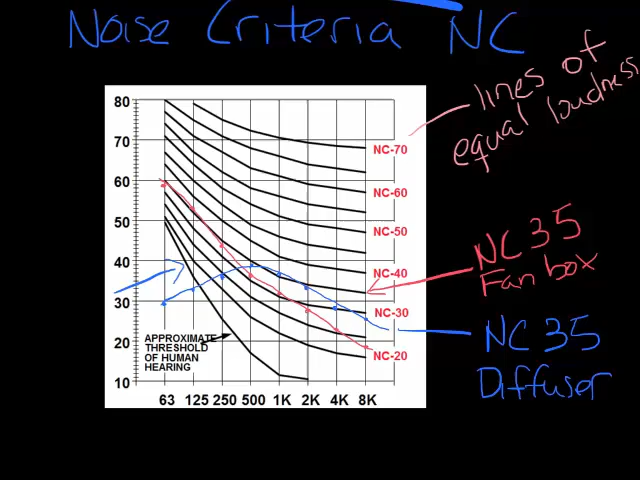 Noise Criteria NC
lines of
equal loudness
80
70
60
50
40
30
20
10
NC-70
NC-60
NC-50
NC-40
NC-30
NC-20
APPROXIMATE
THRESHOLD
OF HUMAN
HEARING
63 125 250 500 1K 2K 4K 8K
NC 35
Fan box
NC 35
Diffuser